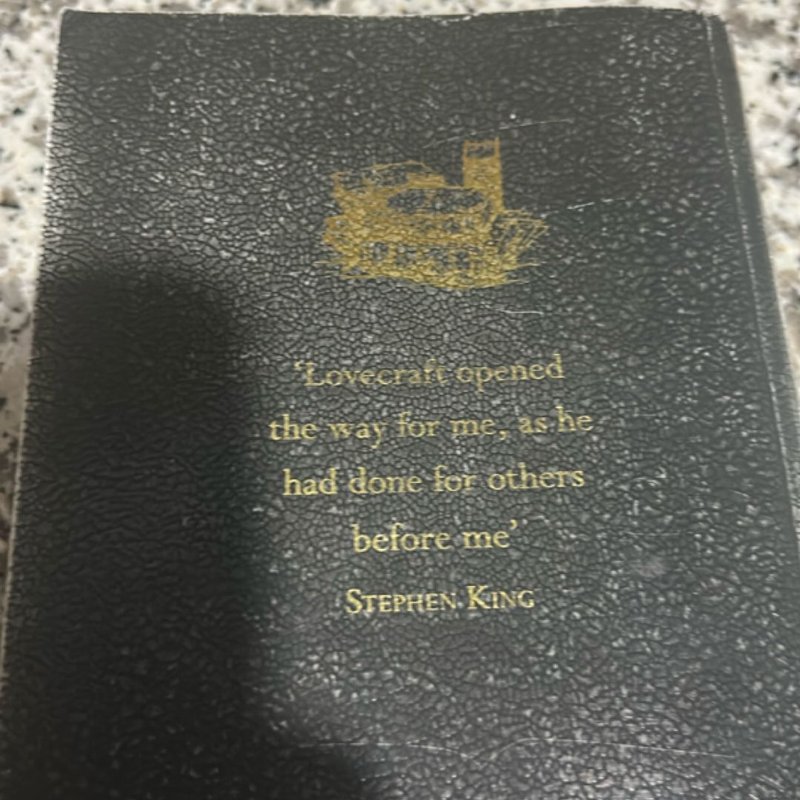 ‘Lovecraft opened
the way for me, as he
had done for others
before me’
STEPHEN KING